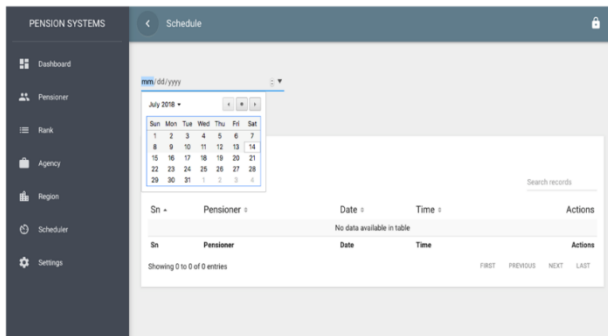 PENSION SYSTEMS
Schedule
Dashboard
Pensioner
Rank
Agency
Region
Scheduler
Settings
mm/dd/yyyy
July 2018
Sun Mon Tue Wed Thu Fri Sat
1 2 3 4 5 6 7
8 9 10 11 12 13 14
15 16 17 18 19 20 21
22 23 24 25 26 27 28
29 30 31 1 2 3 4
Search records
Sn Pensioner Date Time Actions
No data available in table
Sn Pensioner Date Time Actions
Showing 0 to 0 of 0 entries
FIRST PREVIOUS NEXT LAST